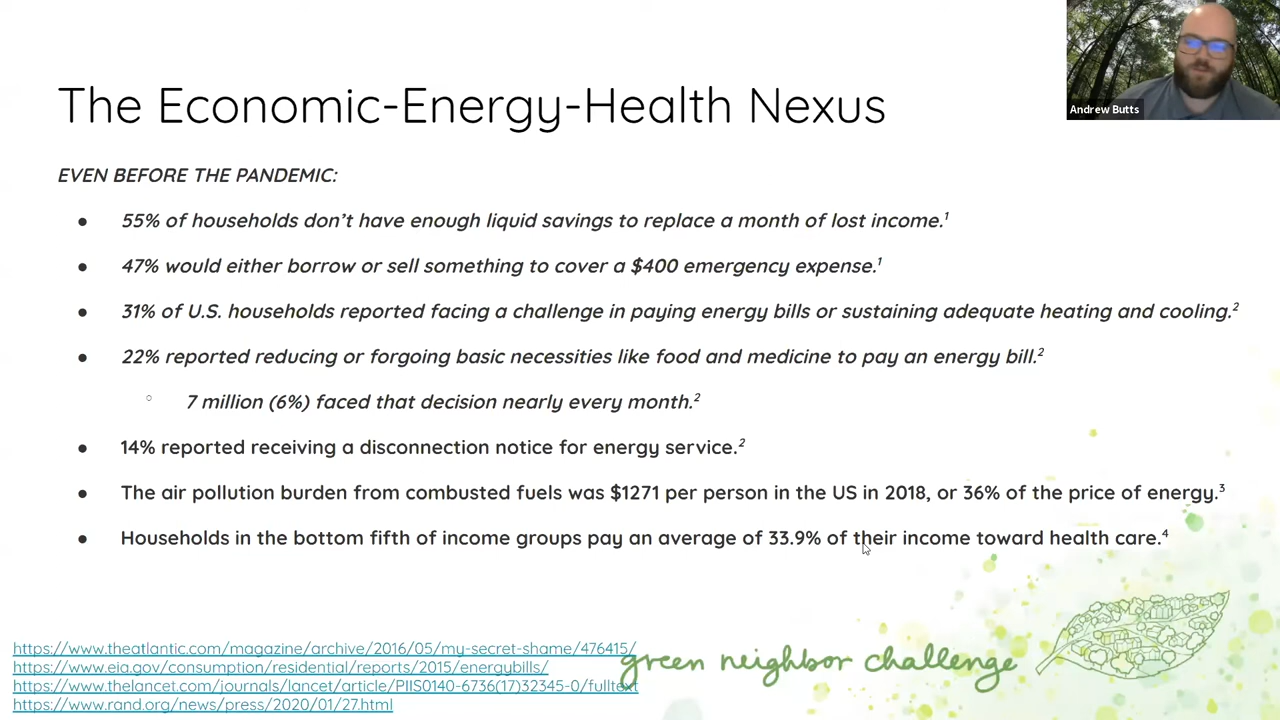 The Economic-Energy-Health Nexus
Andrew Butts
EVEN BEFORE THE PANDEMIC:
● 55% of households don't have enough liquid savings to replace a month of lost income.¹
● 47% would either borrow or sell something to cover a $400 emergency expense.¹
● 31% of U.S. households reported facing a challenge in paying energy bills or sustaining adequate heating and cooling.²
● 22% reported reducing or forgoing basic necessities like food and medicine to pay an energy bill.²
○ 7 million (6%) faced that decision nearly every month.²
● 14% reported receiving a disconnection notice for energy service.²
● The air pollution burden from combusted fuels was $1271 per person in the US in 2018, or 36% of the price of energy.³
● Households in the bottom fifth of income groups pay an average of 33.9% of their income toward health care.⁴
https://www.theatlantic.com/magazine/archive/2016/05/my-secret-shame/476415/
https://www.eia.gov/consumption/residential/reports/2015/energybills/
https://www.thelancet.com/journals/lancet/article/PIIS0140-6736(17)32345-0/fulltext
https://www.rand.org/news/press/2020/01/27.html
green neighbor challenge